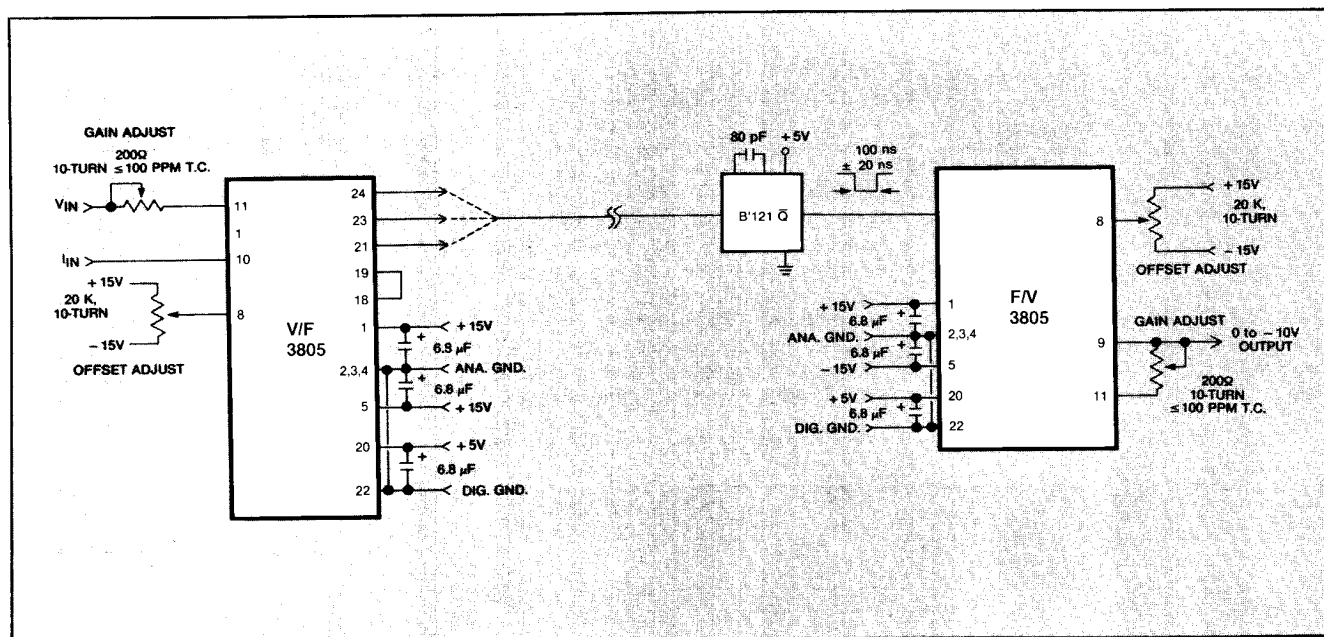 GAIN ADJUST
200Ω
10-TURN ≤100 PPM T.C.
VIN
11
1
IIN
10
+ 15V
20 K,
10-TURN
8
− 15V
OFFSET ADJUST
V/F
3805
24
23
21
19
18
1
+ 15V
6.8 µF
+
2,3,4
ANA. GND.
+
6.8 µF
5
+ 15V
20
+ 5V
+
6.8 µF
22
DIG. GND.
80 pF
+ 5V
B'121 Q̅
100 ns
± 20 ns
+ 15V
1
6.8 µF
+
ANA. GND.
2,3,4
6.8 µF
+
− 15V
5
+ 5V
20
6.8 µF
+
DIG. GND.
22
F/V
3805
8
+ 15V
20 K,
10-TURN
− 15V
OFFSET ADJUST
GAIN ADJUST
9
0 to − 10V
OUTPUT
11
200Ω
10-TURN
≤100 PPM T.C.